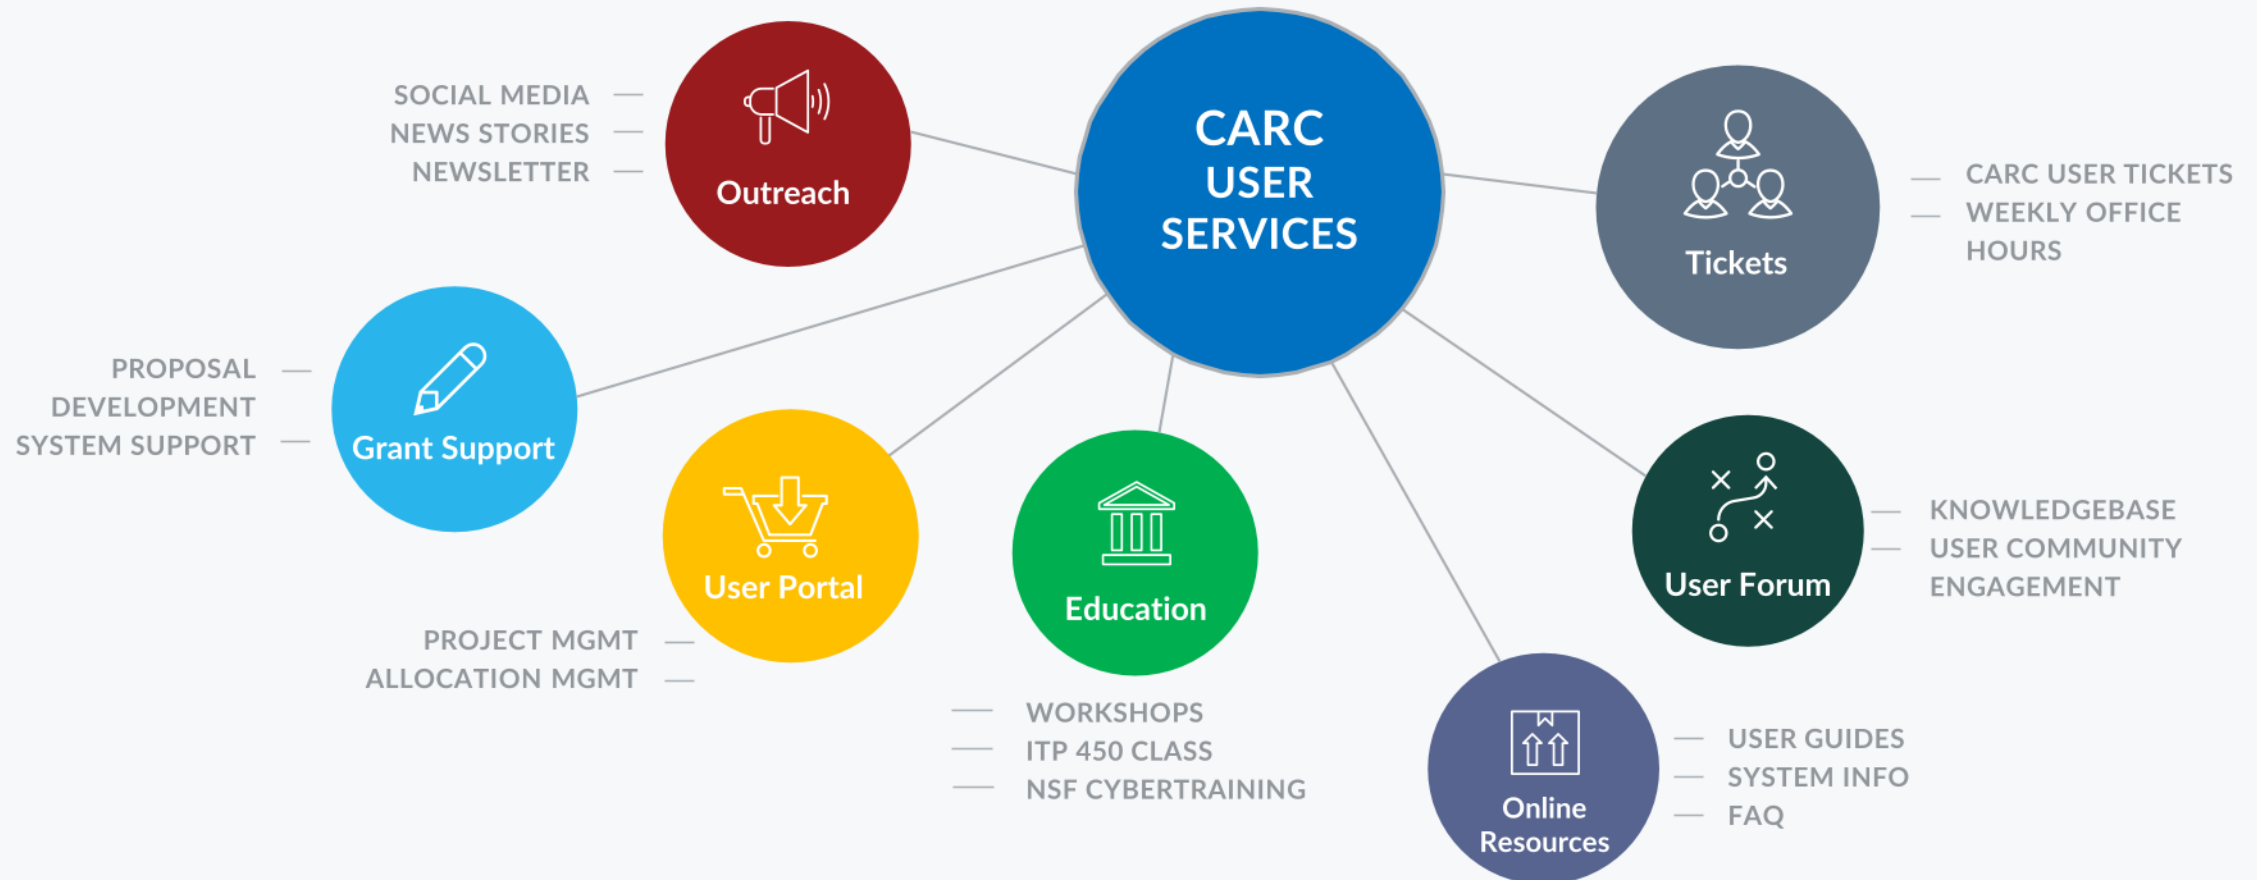 CARC
USER
SERVICES
SOCIAL MEDIA
NEWS STORIES
NEWSLETTER
Outreach
CARC USER TICKETS
WEEKLY OFFICE
HOURS
Tickets
PROPOSAL
DEVELOPMENT
SYSTEM SUPPORT
Grant Support
User Portal
PROJECT MGMT
ALLOCATION MGMT
Education
WORKSHOPS
ITP 450 CLASS
NSF CYBERTRAINING
User Forum
KNOWLEDGEBASE
USER COMMUNITY
ENGAGEMENT
Online
Resources
USER GUIDES
SYSTEM INFO
FAQ